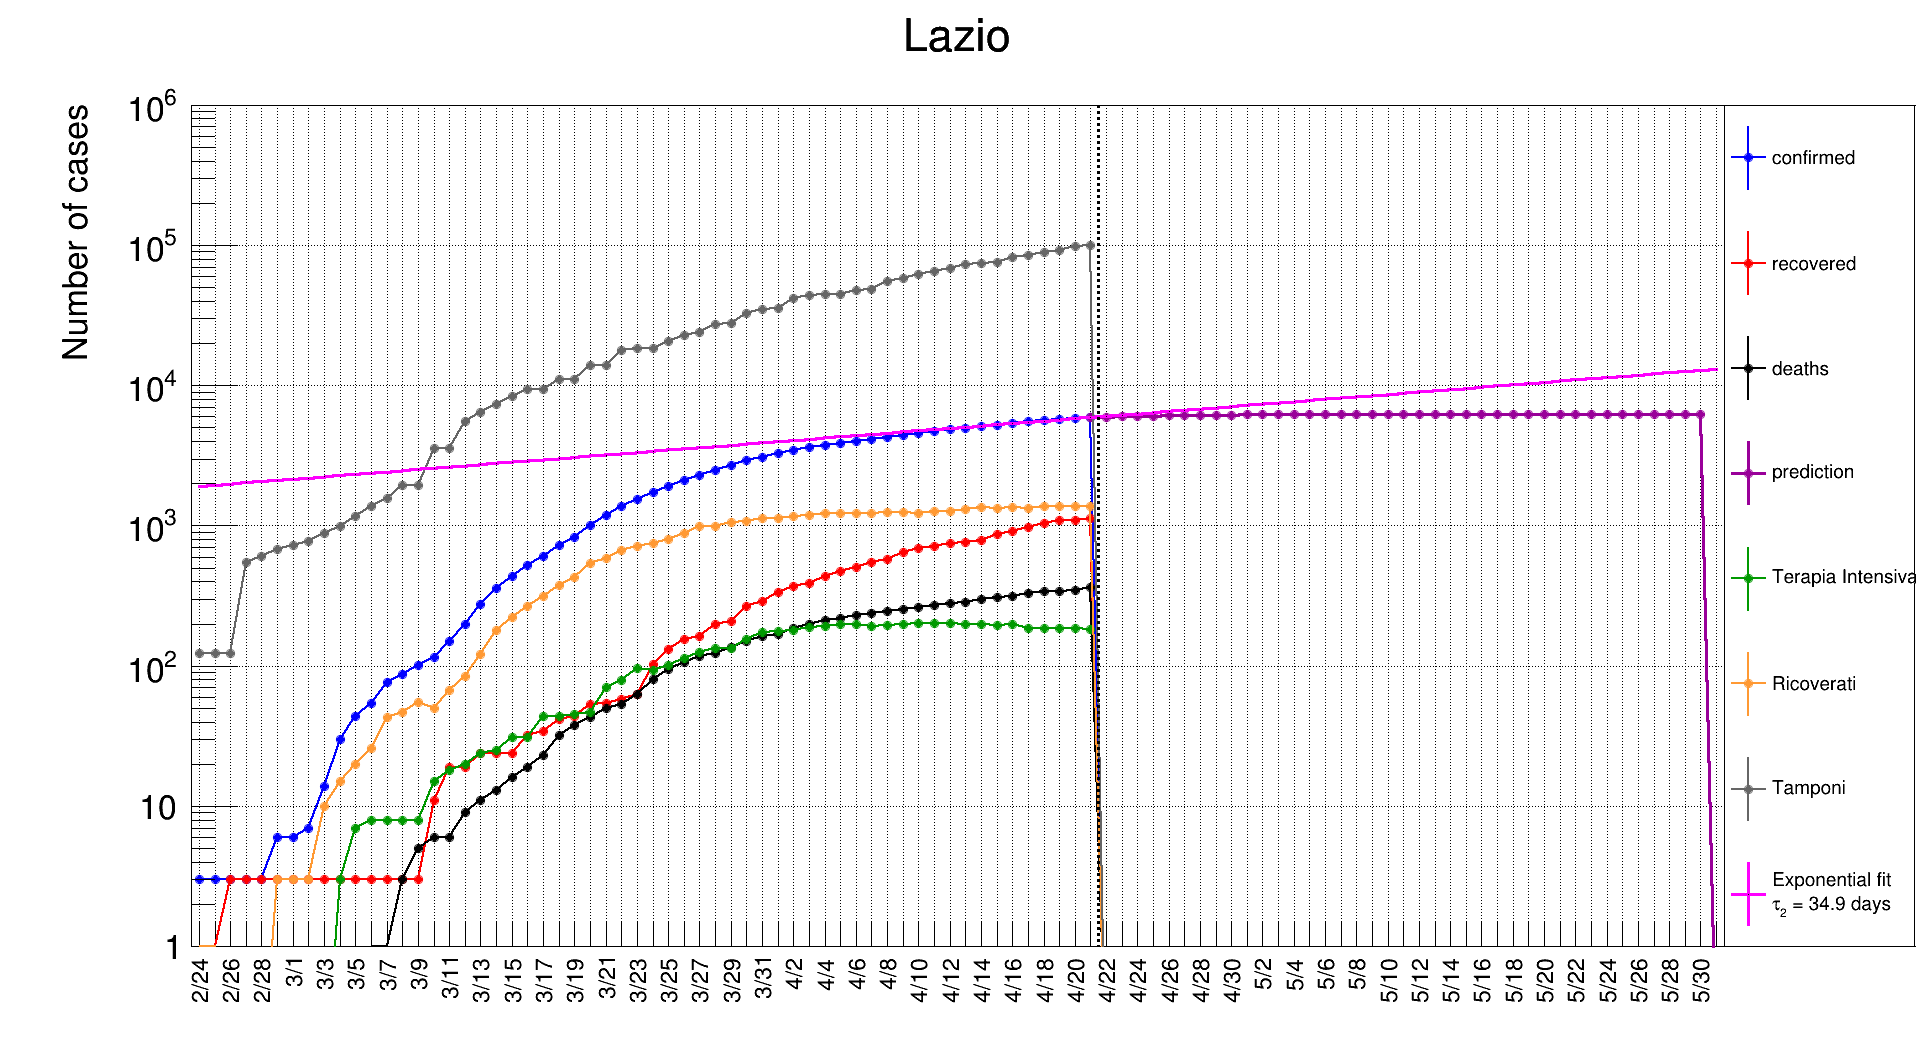 Lazio
Number of cases
10^6
10^5
10^4
10^3
10^2
10
1
2/24 2/26 2/28 3/1 3/3 3/5 3/7 3/9 3/11 3/13 3/15 3/17 3/19 3/21 3/23 3/25 3/27 3/29 3/31 4/2 4/4 4/6 4/8 4/10 4/12 4/14 4/16 4/18 4/20 4/22 4/24 4/26 4/28 4/30 5/2 5/4 5/6 5/8 5/10 5/12 5/14 5/16 5/18 5/20 5/22 5/24 5/26 5/28 5/30
confirmed
recovered
deaths
prediction
Terapia Intensiva
Ricoverati
Tamponi
Exponential fit
τ₂ = 34.9 days